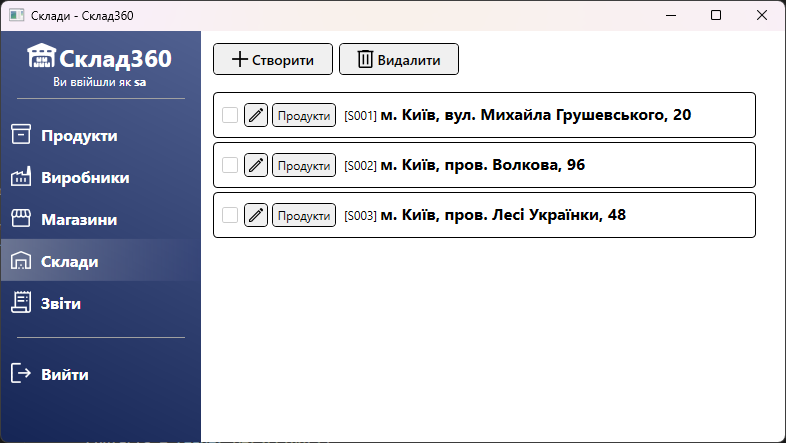 Склади - Склад360
Склад360
Ви ввійшли як sa
Продукти
Виробники
Магазини
Склади
Звіти
Вийти
Створити
Видалити
Продукти [S001] м. Київ, вул. Михайла Грушевського, 20
Продукти [S002] м. Київ, пров. Волкова, 96
Продукти [S003] м. Київ, пров. Лесі Українки, 48